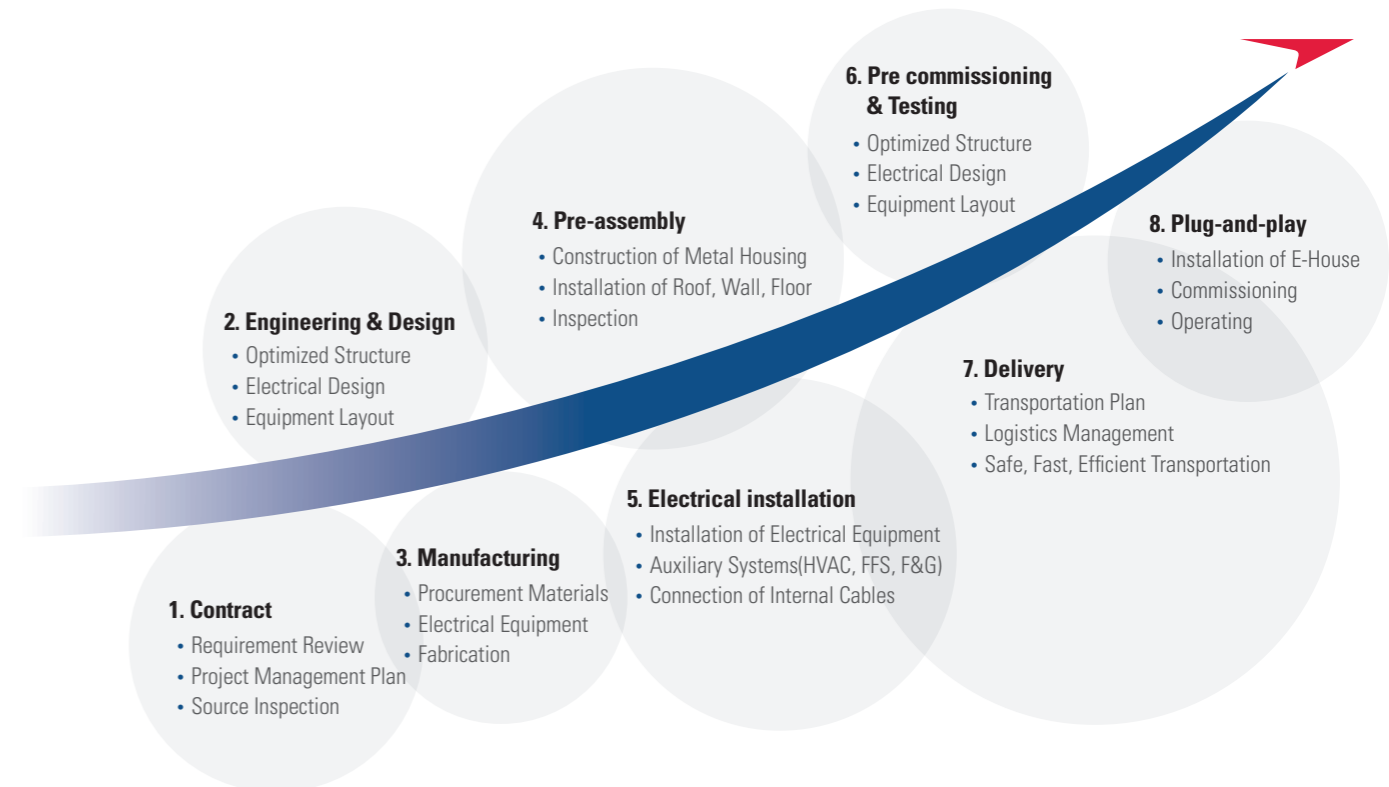 1. Contract
• Requirement Review
• Project Management Plan
• Source Inspection
2. Engineering & Design
• Optimized Structure
• Electrical Design
• Equipment Layout
3. Manufacturing
• Procurement Materials
• Electrical Equipment
• Fabrication
4. Pre-assembly
• Construction of Metal Housing
• Installation of Roof, Wall, Floor
• Inspection
5. Electrical installation
• Installation of Electrical Equipment
• Auxiliary Systems(HVAC, FFS, F&G)
• Connection of Internal Cables
6. Pre commissioning
& Testing
• Optimized Structure
• Electrical Design
• Equipment Layout
7. Delivery
• Transportation Plan
• Logistics Management
• Safe, Fast, Efficient Transportation
8. Plug-and-play
• Installation of E-House
• Commissioning
• Operating